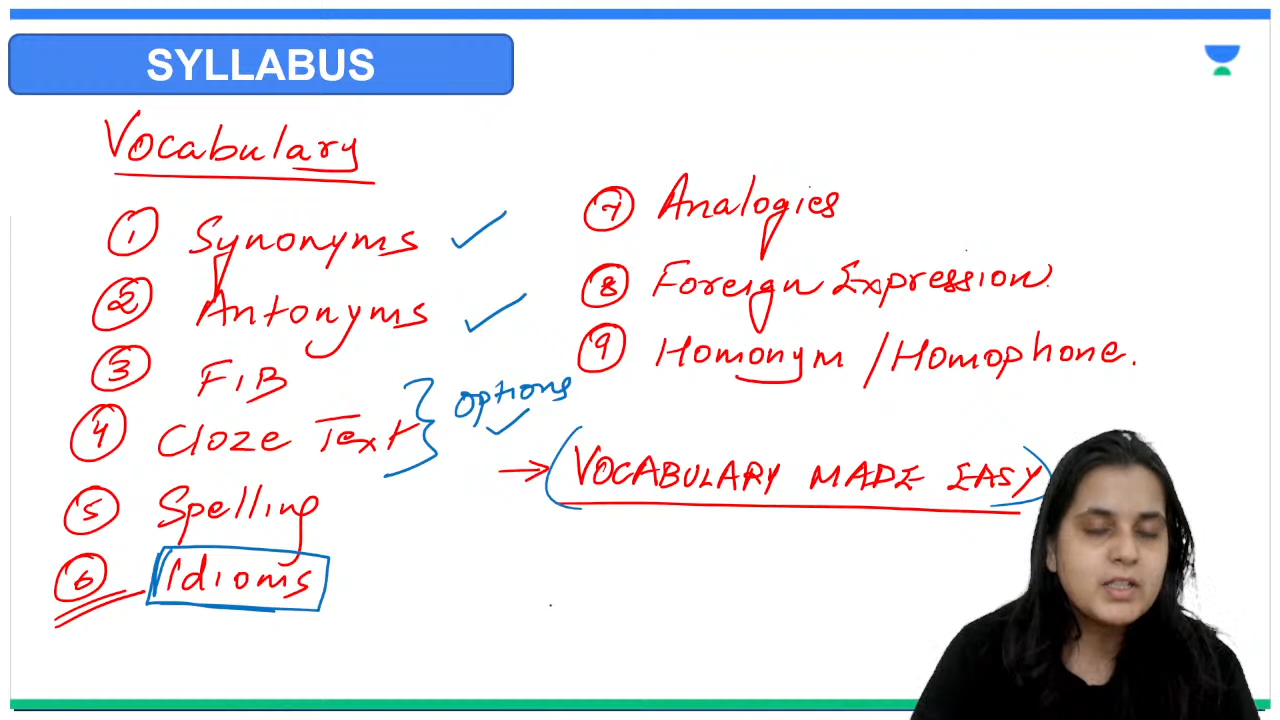 SYLLABUS
Vocabulary
① Synonyms
② Antonyms
③ FIB
④ Cloze Text
options
⑤ Spelling
⑥ Idioms
⑦ Analogies
⑧ Foreign Expression.
⑨ Homonym / Homophone.
→ (VOCABULARY MADE EASY)